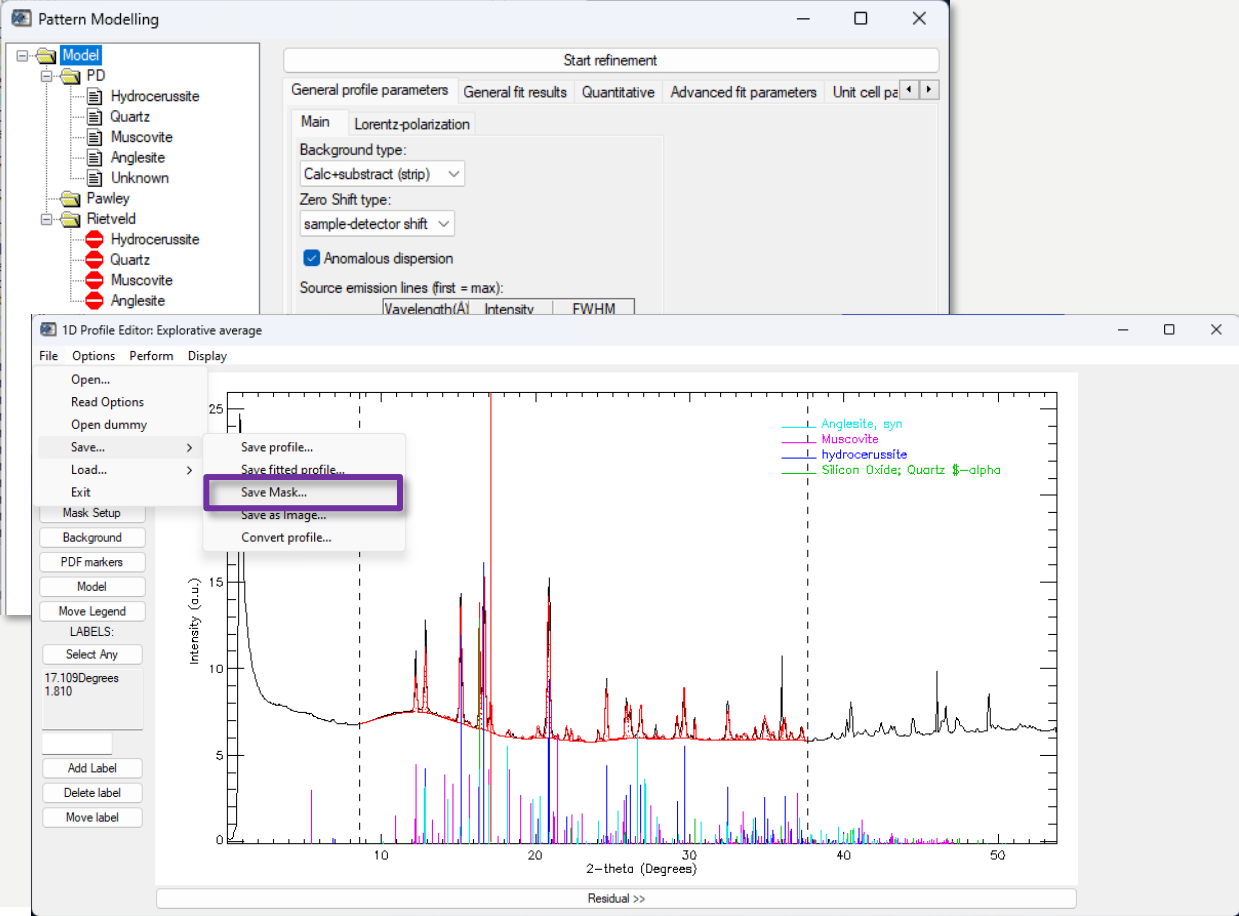 Pattern Modelling
Model
PD
Hydrocerussite
Quartz
Muscovite
Anglesite
Unknown
Pawley
Rietveld
Hydrocerussite
Quartz
Muscovite
Anglesite
Start refinement
General profile parameters General fit results Quantitative Advanced fit parameters Unit cell pa
Main Lorentz-polarization
Background type:
Calc+substract (strip)
Zero Shift type:
sample-detector shift
Anomalous dispersion
Source emission lines (first = max):
Wavelength(Å) Intensity FWHM
1D Profile Editor: Explorative average
File Options Perform Display
Open...
Read Options
Open dummy
Save...
Load...
Exit
Save profile...
Save fitted profile...
Save Mask...
Save as Image...
Convert profile...
Mask Setup
Background
PDF markers
Model
Move Legend
LABELS:
Select Any
17.109Degrees
1.810
Add Label
Delete label
Move label
Anglesite, syn
Muscovite
hydrocerussite
Silicon Oxide; Quartz $-alpha
25
15
10
5
0
Intensity (a.u.)
10 20 30 40 50
2-theta (Degrees)
Residual >>